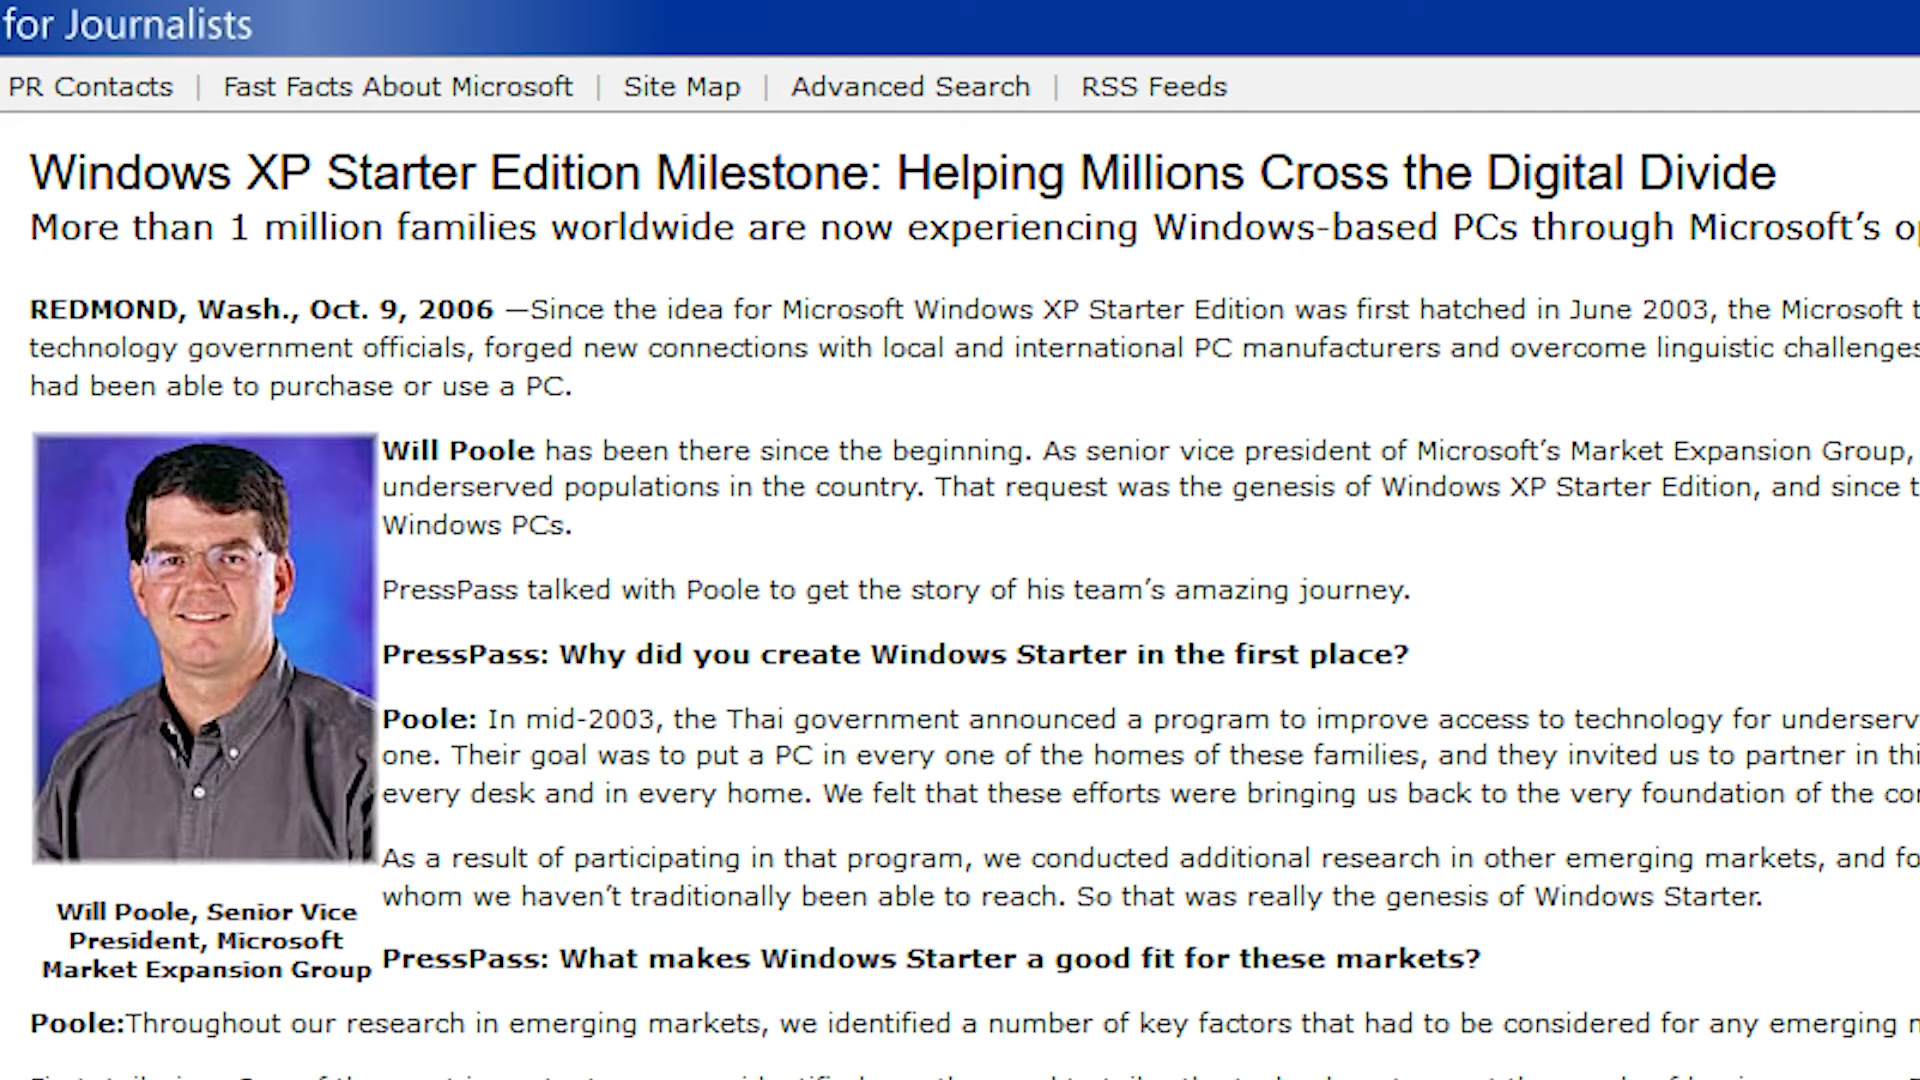 for Journalists
PR Contacts | Fast Facts About Microsoft | Site Map | Advanced Search | RSS Feeds
Windows XP Starter Edition Milestone: Helping Millions Cross the Digital Divide
More than 1 million families worldwide are now experiencing Windows-based PCs through Microsoft’s
REDMOND, Wash., Oct. 9, 2006 —Since the idea for Microsoft Windows XP Starter Edition was first hatched in June 2003, the Microsoft
technology government officials, forged new connections with local and international PC manufacturers and overcome linguistic challenges
had been able to purchase or use a PC.
Will Poole has been there since the beginning. As senior vice president of Microsoft’s Market Expansion Group,
underserved populations in the country. That request was the genesis of Windows XP Starter Edition, and since
Windows PCs.
PressPass talked with Poole to get the story of his team’s amazing journey.
PressPass: Why did you create Windows Starter in the first place?
Poole: In mid-2003, the Thai government announced a program to improve access to technology for
one. Their goal was to put a PC in every one of the homes of these families, and they invited us to partner in
every desk and in every home. We felt that these efforts were bringing us back to the very foundation of the
As a result of participating in that program, we conducted additional research in other emerging markets, and
whom we haven’t traditionally been able to reach. So that was really the genesis of Windows Starter.
Will Poole, Senior Vice
President, Microsoft
Market Expansion Group
PressPass: What makes Windows Starter a good fit for these markets?
Poole:Throughout our research in emerging markets, we identified a number of key factors that had to be considered for any emerging